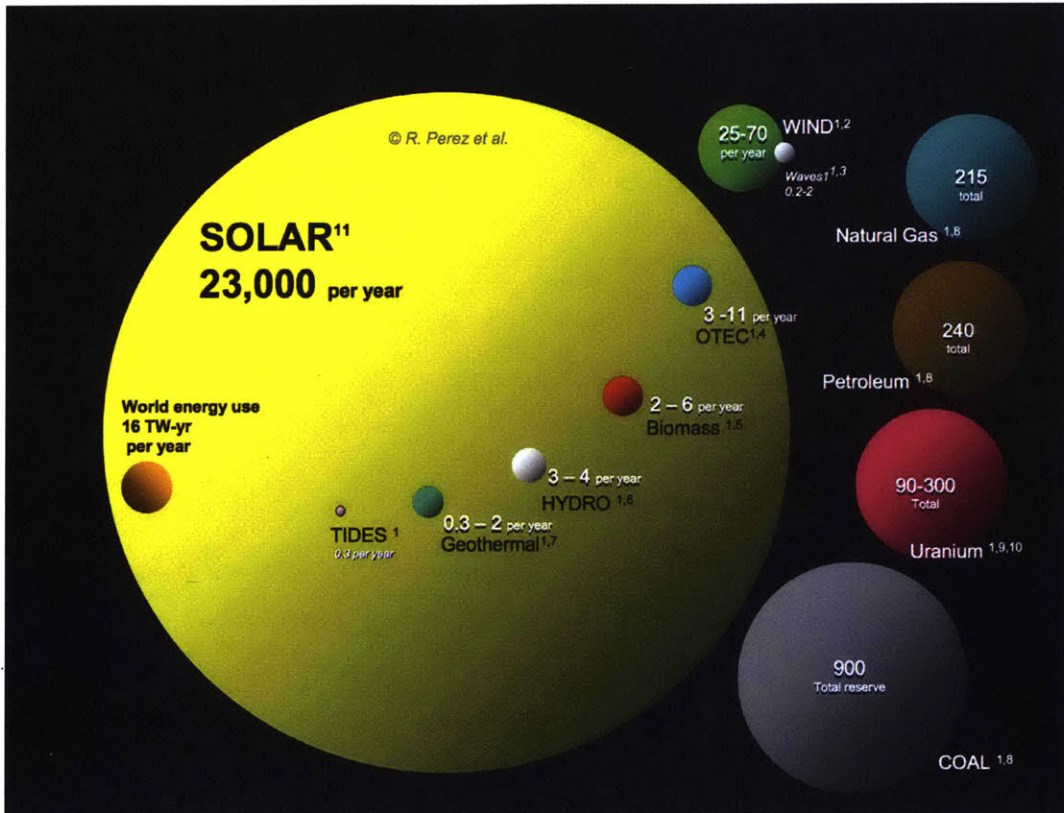 © R. Perez et al.
SOLAR¹¹
23,000 per year
World energy use
16 TW-yr
per year
TIDES ¹
0.3 per year
0.3 – 2 per year
Geothermal¹,⁷
3 – 4 per year
HYDRO ¹,⁶
2 – 6 per year
Biomass ¹,⁵
3 -11 per year
OTEC¹,⁴
25-70
per year
WIND¹,²
Waves1¹,³
0.2-2
215
total
Natural Gas ¹,⁸
240
total
Petroleum ¹,⁸
90-300
Total
Uranium ¹,⁹,¹⁰
900
Total reserve
COAL ¹,⁸